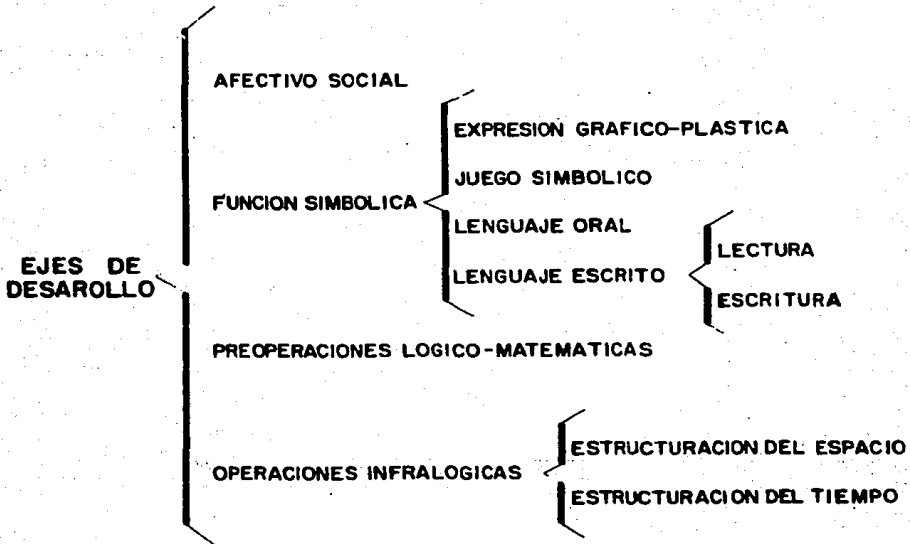 AFECTIVO SOCIAL
EXPRESION GRAFICO-PLASTICA
JUEGO SIMBOLICO
FUNCION SIMBOLICA
LENGUAJE ORAL
LENGUAJE ESCRITO
LECTURA
ESCRITURA
EJES DE
DESAROLLO
PREOPERACIONES LOGICO-MATEMATICAS
OPERACIONES INFRALOGICAS
ESTRUCTURACION DEL ESPACIO
ESTRUCTURACION DEL TIEMPO